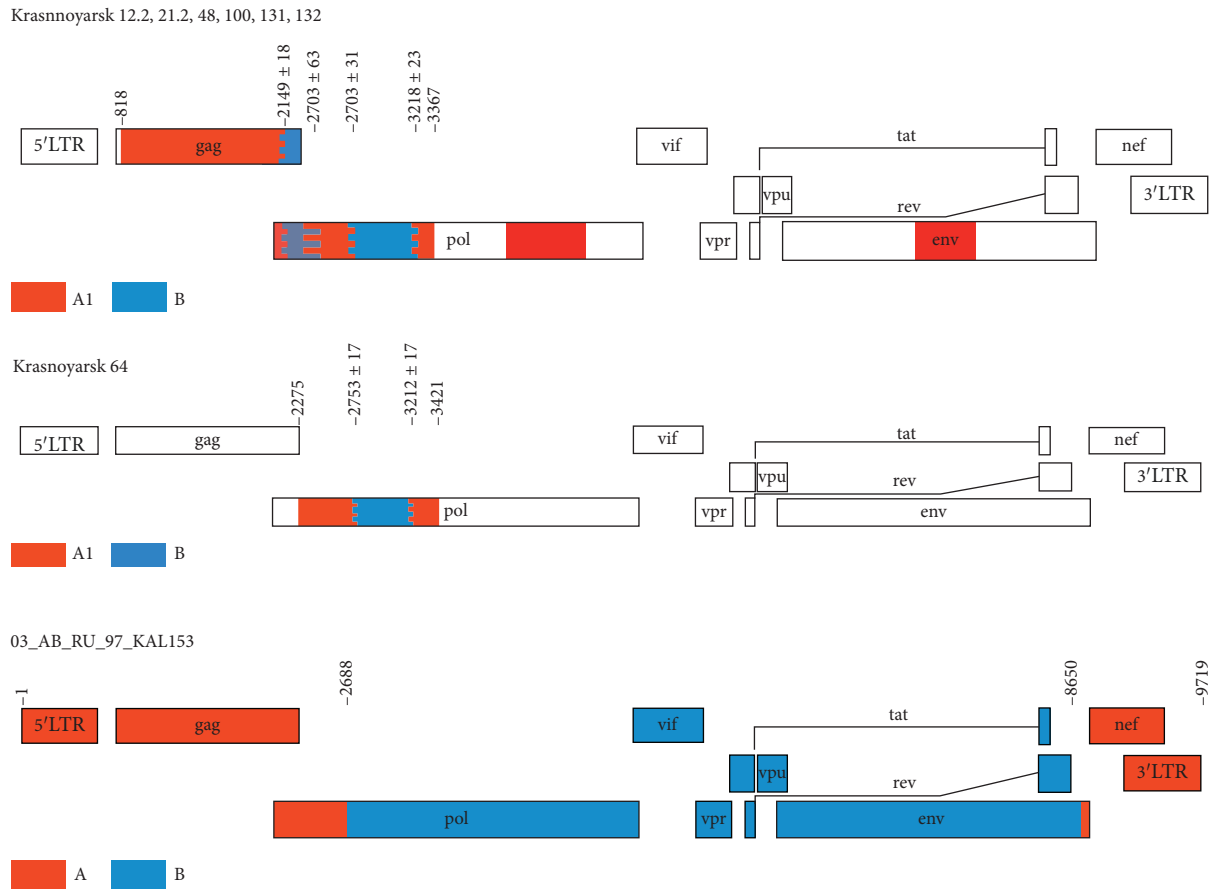 Krasnnoyarsk 12.2, 21.2, 48, 100, 131, 132
–818
–2149 ± 18
–2703 ± 63
–2703 ± 31
–3218 ± 23
–3367
5′LTR
gag
vif
tat
nef
vpu
3′LTR
rev
pol
vpr
env
A1
B
Krasnoyarsk 64
–2275
–2753 ± 17
–3212 ± 17
–3421
5′LTR
gag
vif
tat
nef
vpu
3′LTR
rev
pol
vpr
env
A1
B
03_AB_RU_97_KAL153
–1
–2688
–8650
–9719
5′LTR
gag
vif
tat
nef
vpu
3′LTR
rev
pol
vpr
env
A
B